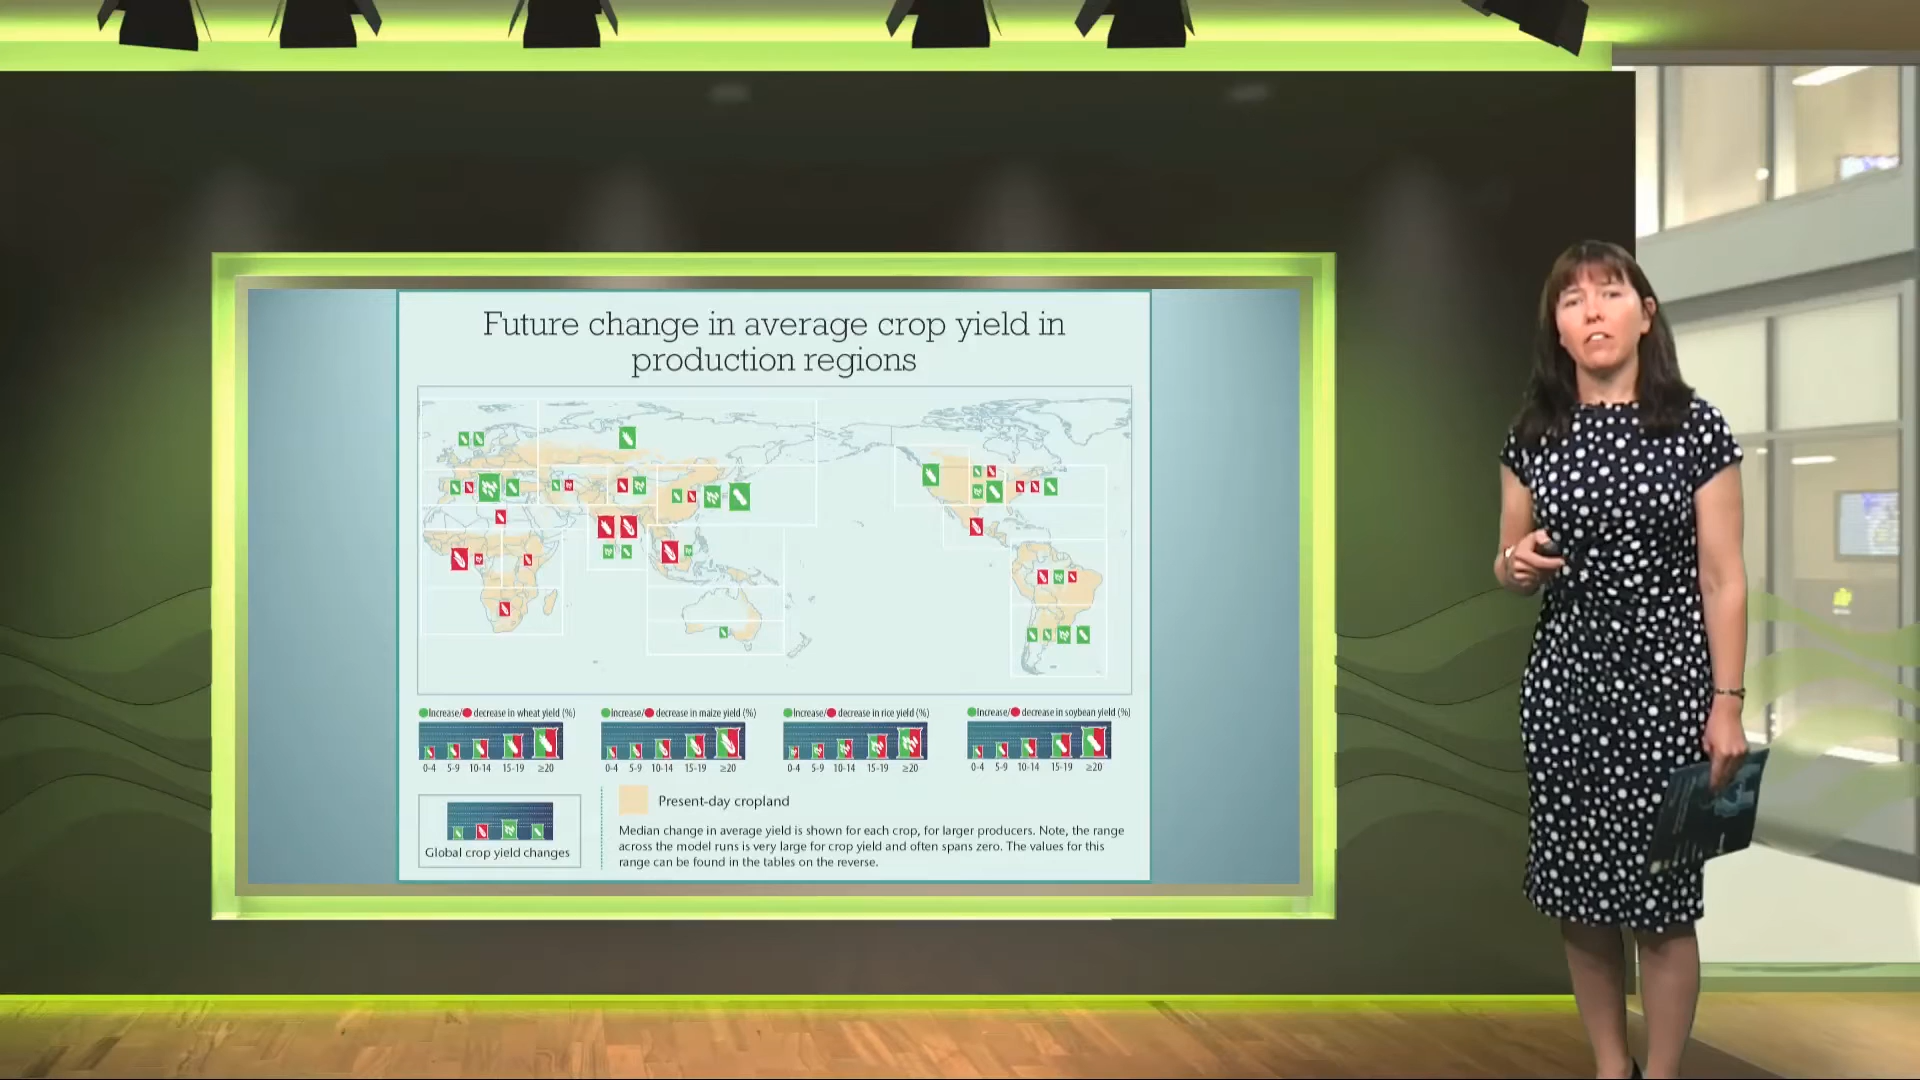 Future change in average crop yield in
production regions
Increase/ decrease in wheat yield (%)
Increase/ decrease in maize yield (%)
Increase/ decrease in rice yield (%)
Increase/ decrease in soybean yield (%)
0-4 5-9 10-14 15-19 ≥20
0-4 5-9 10-14 15-19 ≥20
0-4 5-9 10-14 15-19 ≥20
0-4 5-9 10-14 15-19 ≥20
Global crop yield changes
Present-day cropland
Median change in average yield is shown for each crop, for larger producers. Note, the range
across the model runs is very large for crop yield and often spans zero. The values for this
range can be found in the tables on the reverse.